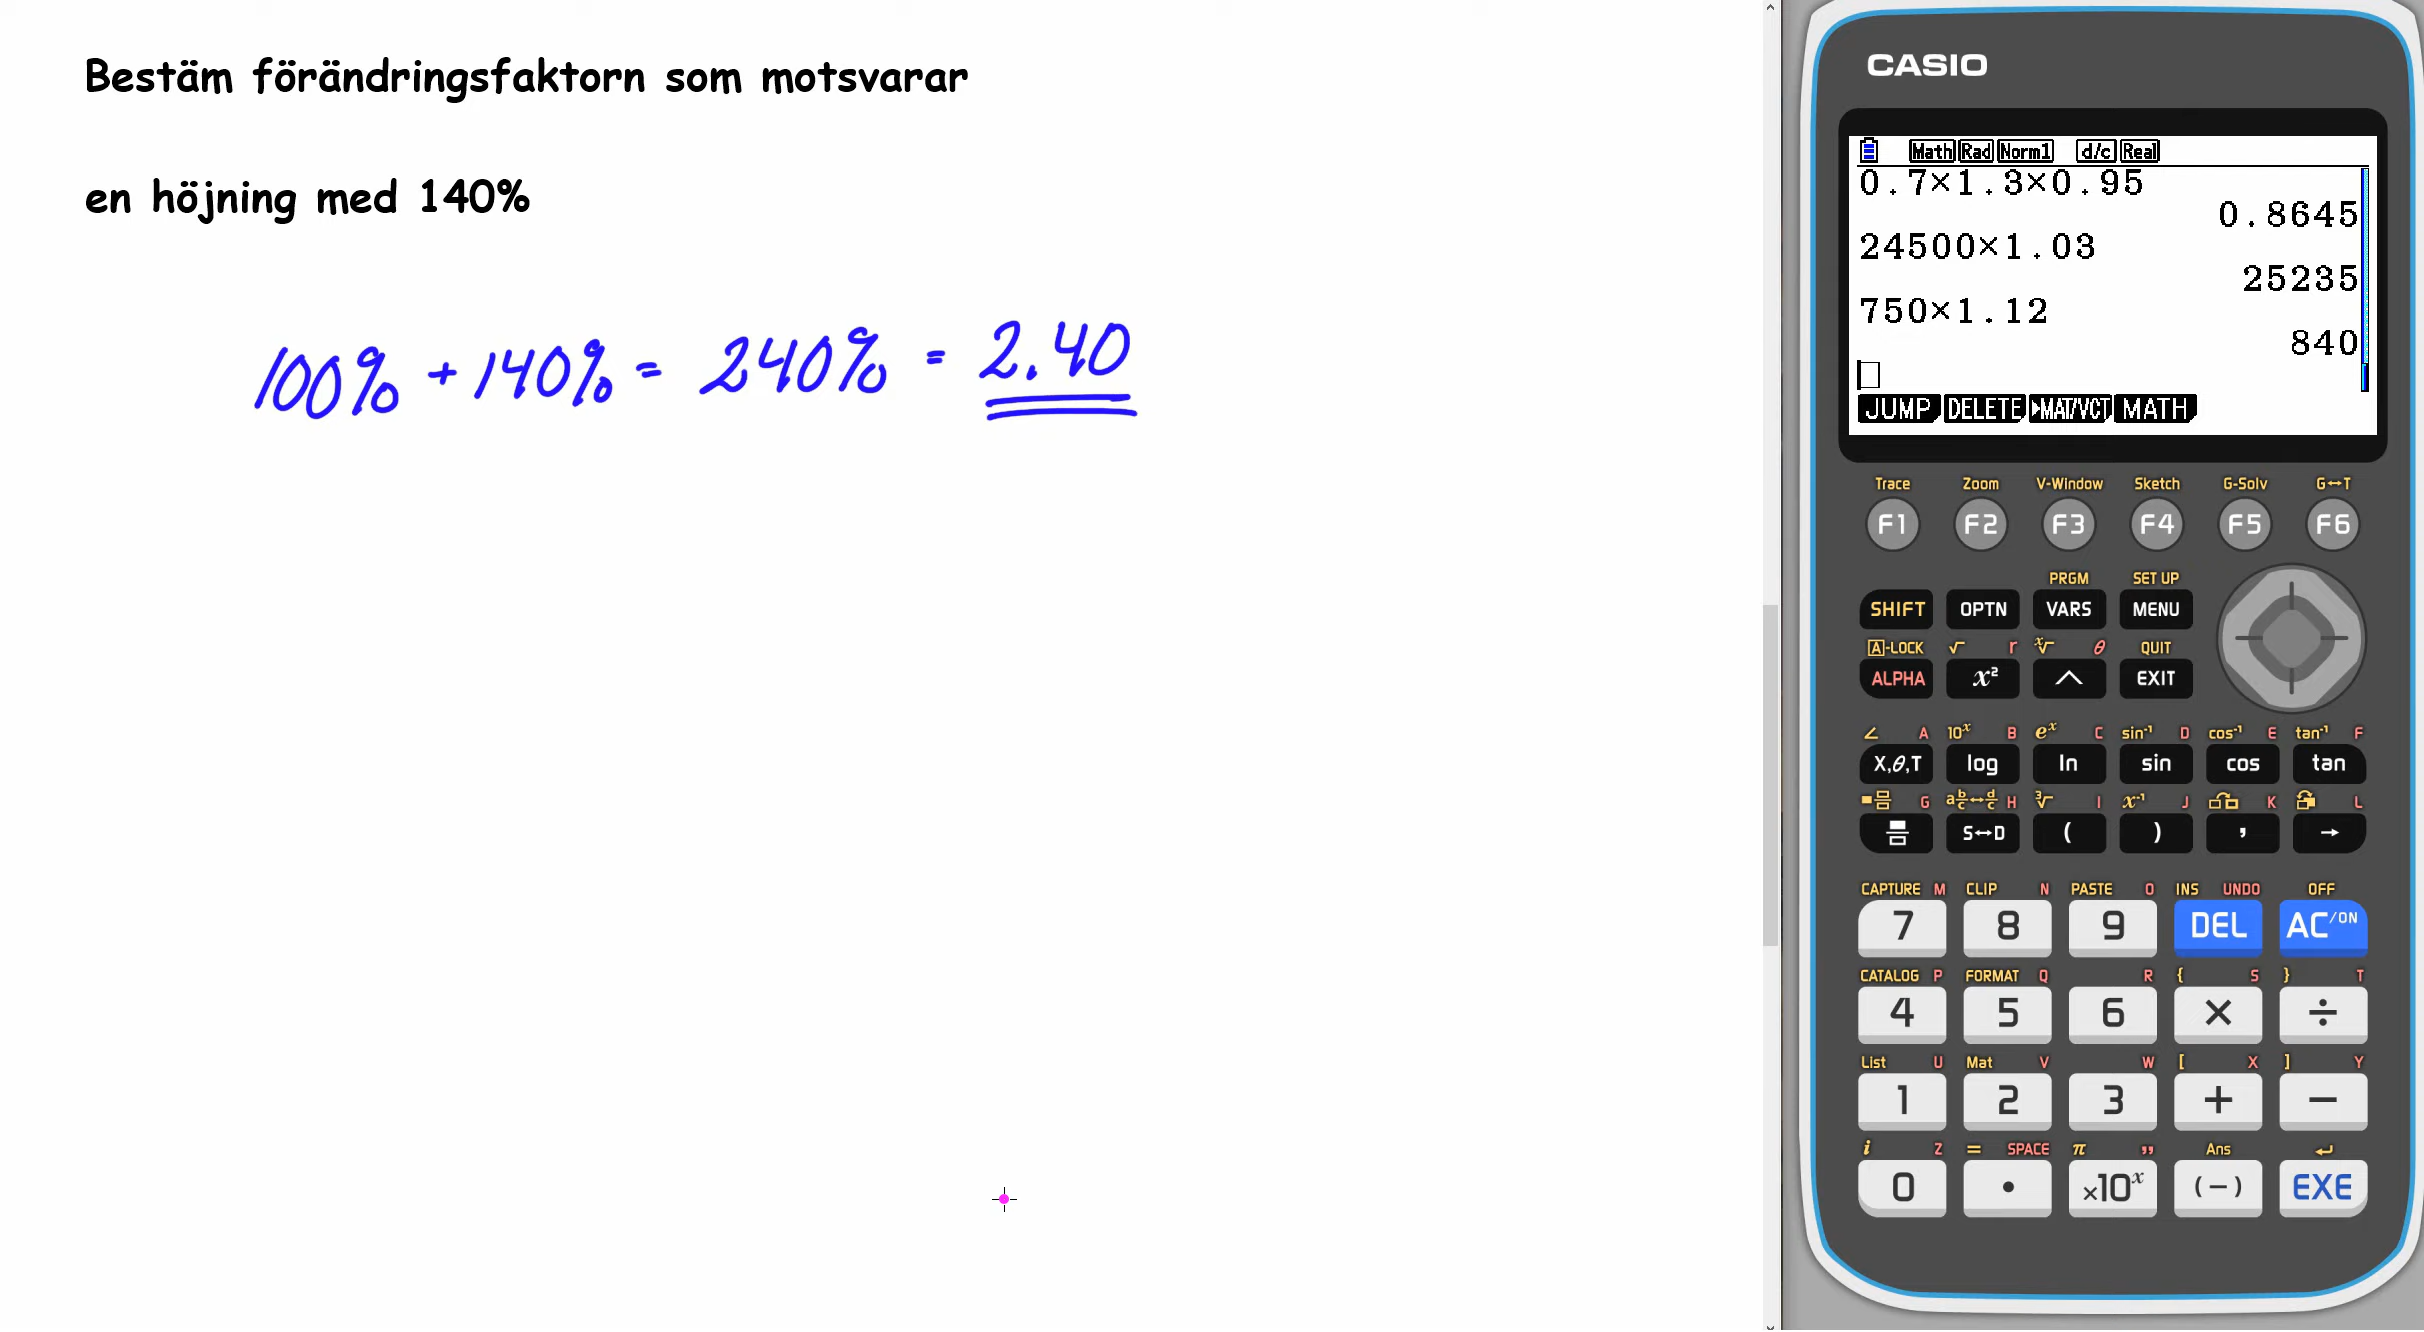 Bestäm förändringsfaktorn som motsvarar
en höjning med 140%
100% + 140% = 240% = 2.40
CASIO
Math Rad Norm1 d/c Real
0.7×1.3×0.95
0.8645
24500×1.03
25235
750×1.12
840
JUMP DELETE ▶MAT/VCT MATH
Trace Zoom V-Window Sketch G-Solv G↔T
F1 F2 F3 F4 F5 F6
PRGM SET UP
SHIFT OPTN VARS MENU
A-LOCK √ r ˣ√ θ QUIT
ALPHA x² ^ EXIT
∠ A 10ˣ B eˣ C sin⁻¹ D cos⁻¹ E tan⁻¹ F
X,θ,T log ln sin cos tan
G a b/c↔d/c H ³√ I x⁻¹ J K L
S↔D ( ) , →
CAPTURE M CLIP N PASTE O INS UNDO OFF
7 8 9 DEL AC/ON
CATALOG P FORMAT Q R { S } T
4 5 6 × ÷
List U Mat V W [ X ] Y
1 2 3 + −
i Z = SPACE π " Ans ↵
0 • ×10ˣ (−) EXE